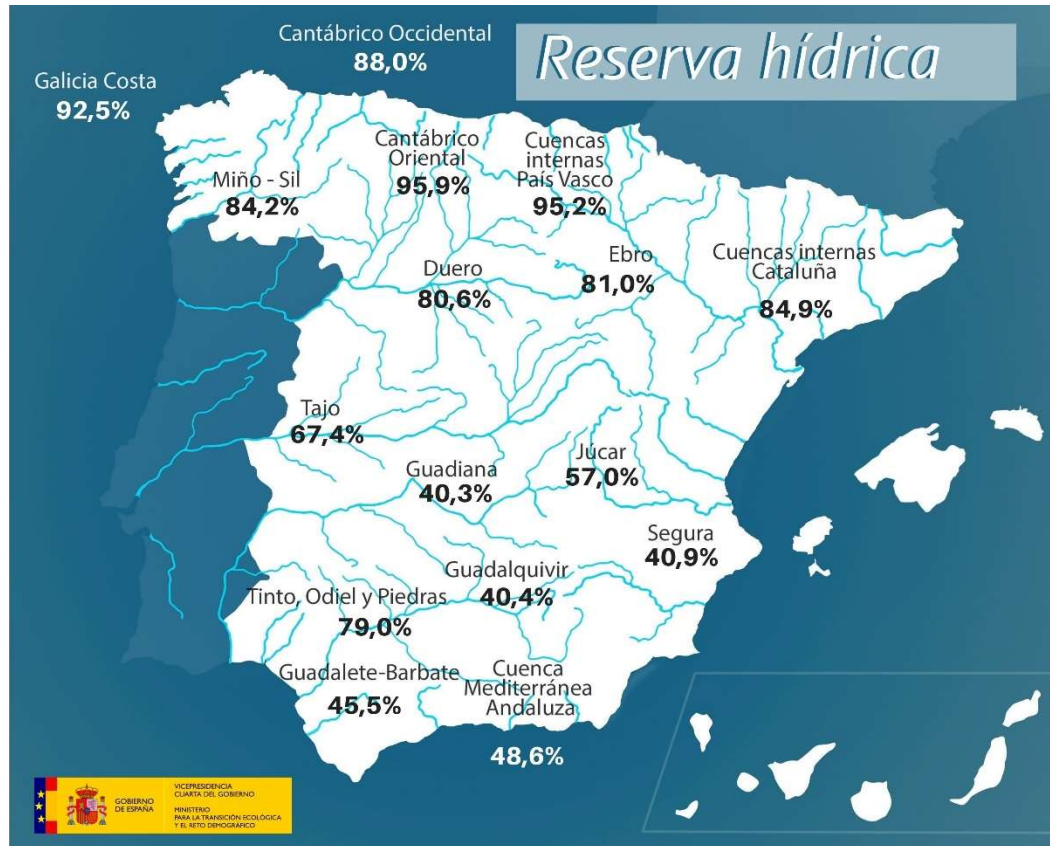 Reserva hídrica
Cantábrico Occidental
88,0%
Galicia Costa
92,5%
Cantábrico
Oriental
95,9%
Cuencas
internas
País Vasco
95,2%
Miño - Sil
84,2%
Duero
80,6%
Ebro
81,0%
Cuencas internas
Cataluña
84,9%
Tajo
67,4%
Guadiana
40,3%
Júcar
57,0%
Segura
40,9%
Guadalquivir
40,4%
Tinto, Odiel y Piedras
79,0%
Guadalete-Barbate
45,5%
Cuenca
Mediterránea
Andaluza
48,6%
GOBIERNO
DE ESPAÑA
VICEPRESIDENCIA
CUARTA DEL GOBIERNO
MINISTERIO
PARA LA TRANSICIÓN ECOLÓGICA
Y EL RETO DEMOGRÁFICO